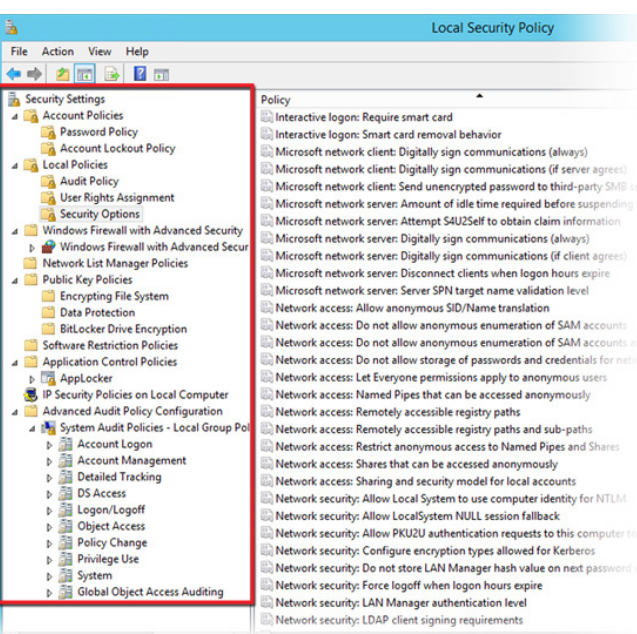 Local Security Policy
File Action View Help
Security Settings
Account Policies
Password Policy
Account Lockout Policy
Local Policies
Audit Policy
User Rights Assignment
Security Options
Windows Firewall with Advanced Security
Windows Firewall with Advanced Secur
Network List Manager Policies
Public Key Policies
Encrypting File System
Data Protection
BitLocker Drive Encryption
Software Restriction Policies
Application Control Policies
AppLocker
IP Security Policies on Local Computer
Advanced Audit Policy Configuration
System Audit Policies - Local Group Pol
Account Logon
Account Management
Detailed Tracking
DS Access
Logon/Logoff
Object Access
Policy Change
Privilege Use
System
Global Object Access Auditing
Policy
Interactive logon: Require smart card
Interactive logon: Smart card removal behavior
Microsoft network client: Digitally sign communications (always)
Microsoft network client: Digitally sign communications (if server agrees)
Microsoft network client: Send unencrypted password to third-party SMB s
Microsoft network server: Amount of idle time required before suspending
Microsoft network server: Attempt S4U2Self to obtain claim information
Microsoft network server: Digitally sign communications (always)
Microsoft network server: Digitally sign communications (if client agrees)
Microsoft network server: Disconnect clients when logon hours expire
Microsoft network server: Server SPN target name validation level
Network access: Allow anonymous SID/Name translation
Network access: Do not allow anonymous enumeration of SAM accounts
Network access: Do not allow anonymous enumeration of SAM accounts a
Network access: Do not allow storage of passwords and credentials for netw
Network access: Let Everyone permissions apply to anonymous users
Network access: Named Pipes that can be accessed anonymously
Network access: Remotely accessible registry paths
Network access: Remotely accessible registry paths and sub-paths
Network access: Restrict anonymous access to Named Pipes and Shares
Network access: Shares that can be accessed anonymously
Network access: Sharing and security model for local accounts
Network security: Allow Local System to use computer identity for NTLM
Network security: Allow LocalSystem NULL session fallback
Network security: Allow PKU2U authentication requests to this computer to
Network security: Configure encryption types allowed for Kerberos
Network security: Do not store LAN Manager hash value on next password
Network security: Force logoff when logon hours expire
Network security: LAN Manager authentication level
Network security: LDAP client signing requirements